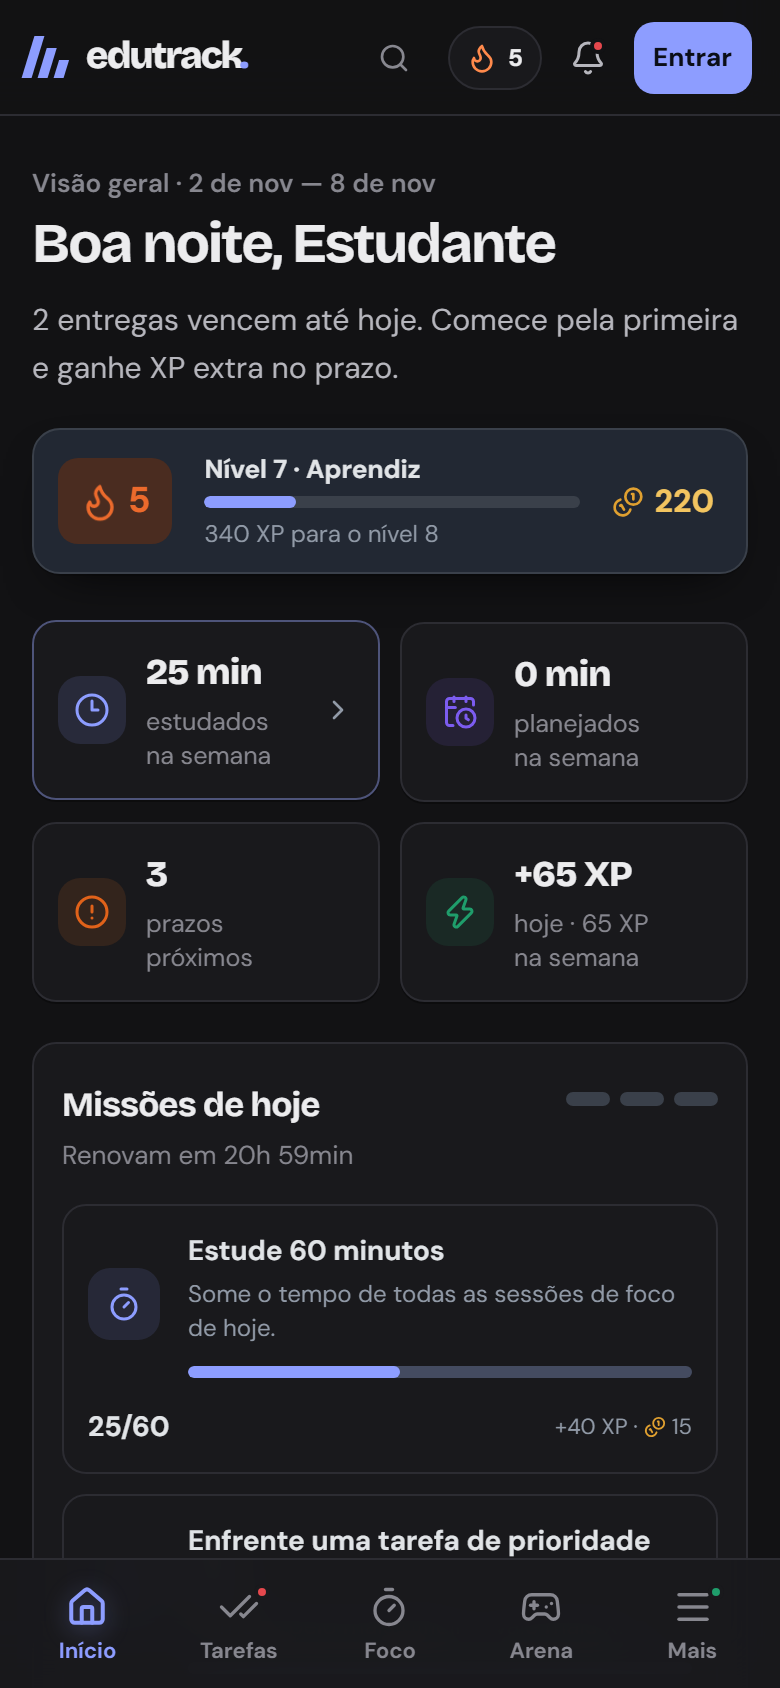 edutrack.
5
Entrar
Visão geral · 2 de nov — 8 de nov
Boa noite, Estudante
2 entregas vencem até hoje. Comece pela primeira
e ganhe XP extra no prazo.
5
Nível 7 · Aprendiz
340 XP para o nível 8
220
25 min
estudados
na semana
0 min
planejados
na semana
3
prazos
próximos
+65 XP
hoje · 65 XP
na semana
Missões de hoje
Renovam em 20h 59min
Estude 60 minutos
Some o tempo de todas as sessões de foco
de hoje.
25/60
+40 XP · 15
Enfrente uma tarefa de prioridade
Início
Tarefas
Foco
Arena
Mais